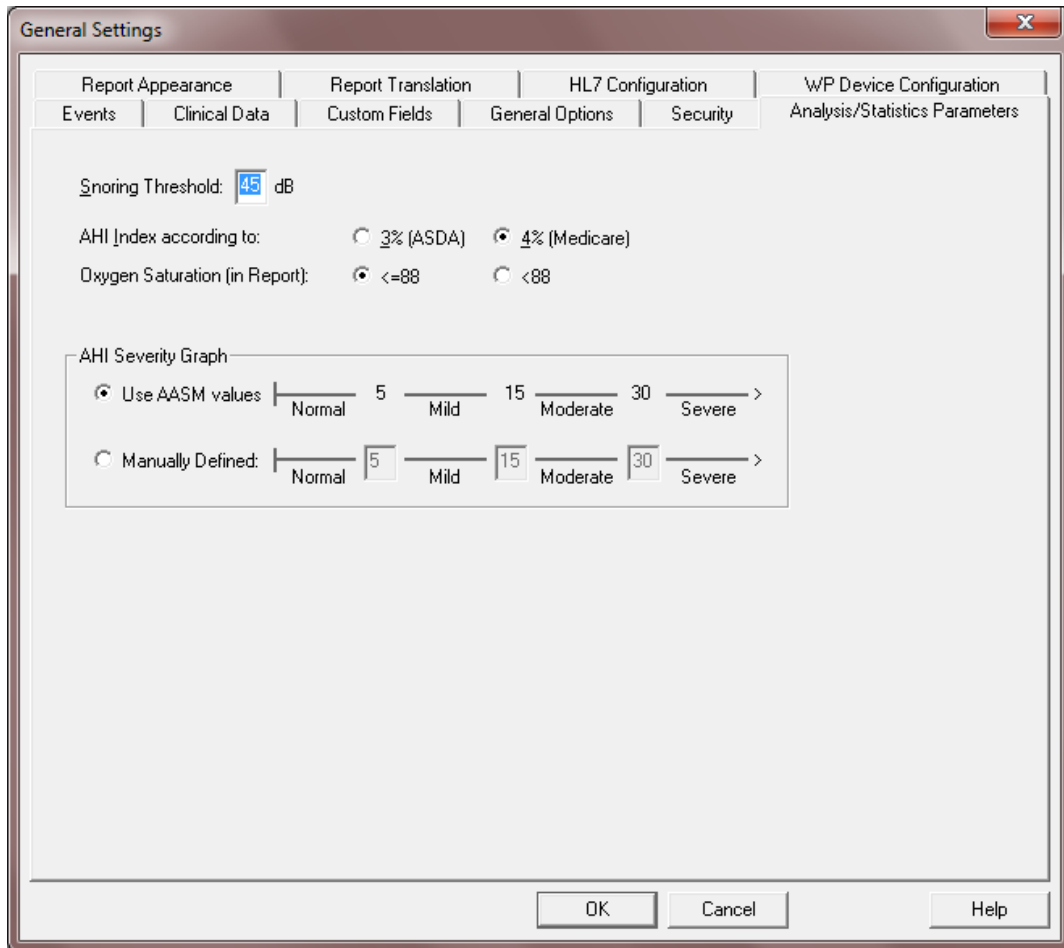 General Settings
Report Appearance Report Translation HL7 Configuration WP Device Configuration
Events Clinical Data Custom Fields General Options Security Analysis/Statistics Parameters
Snoring Threshold: 45 dB
AHI Index according to: 3% (ASDA) 4% (Medicare)
Oxygen Saturation (in Report): <=88 <88
AHI Severity Graph
Use AASM values 5 15 30 >
Normal Mild Moderate Severe
Manually Defined: 5 15 30 >
Normal Mild Moderate Severe
OK Cancel Help